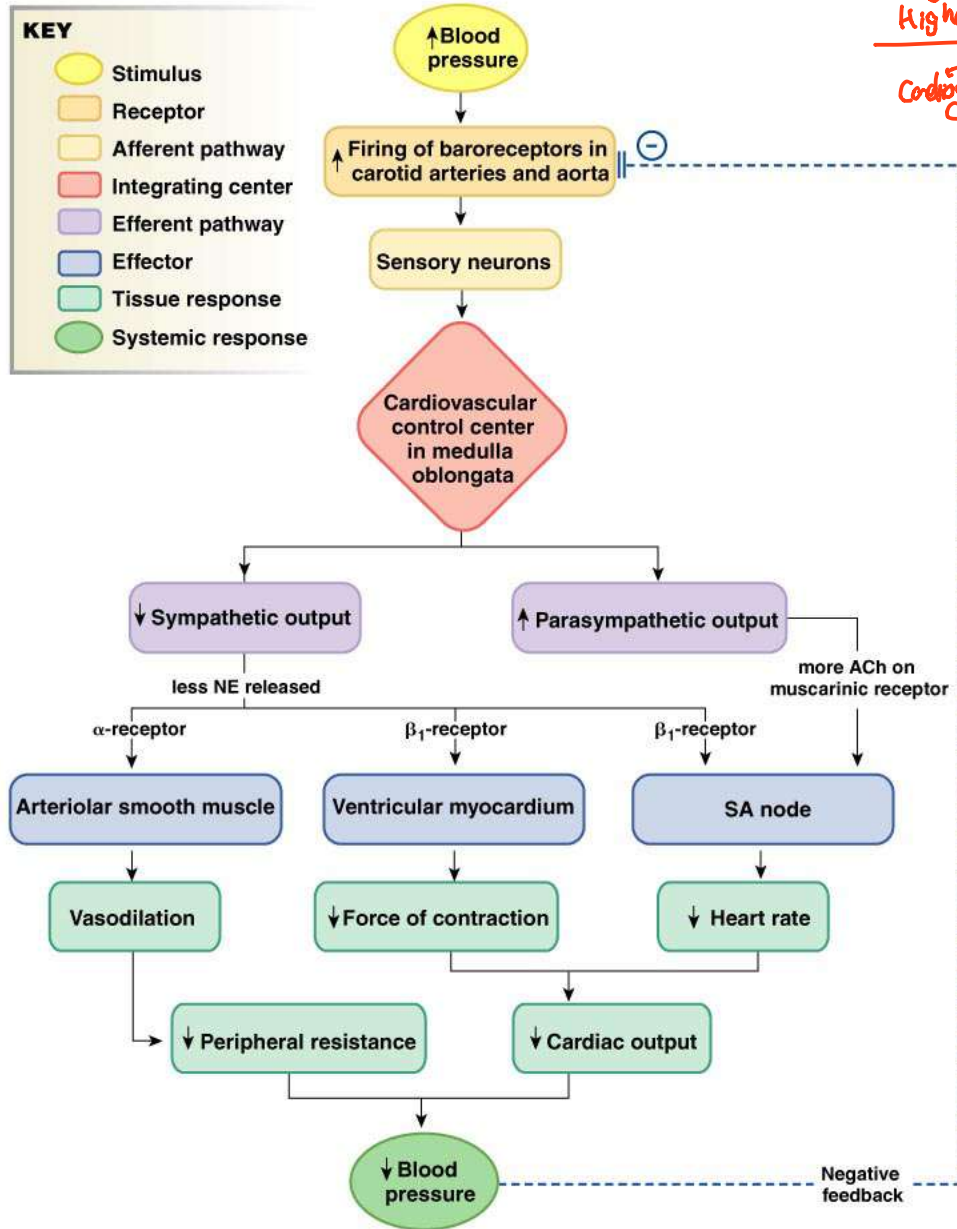 KEY
Stimulus
Receptor
Afferent pathway
Integrating center
Efferent pathway
Effector
Tissue response
Systemic response
↑Blood
pressure
↑ Firing of baroreceptors in
carotid arteries and aorta
−
Sensory neurons
Cardiovascular
control center
in medulla
oblongata
↓ Sympathetic output
↑ Parasympathetic output
less NE released
more ACh on
muscarinic receptor
α-receptor
β₁-receptor
β₁-receptor
Arteriolar smooth muscle
Ventricular myocardium
SA node
Vasodilation
↓ Force of contraction
↓ Heart rate
↓ Peripheral resistance
↓ Cardiac output
↓ Blood
pressure
Negative
feedback